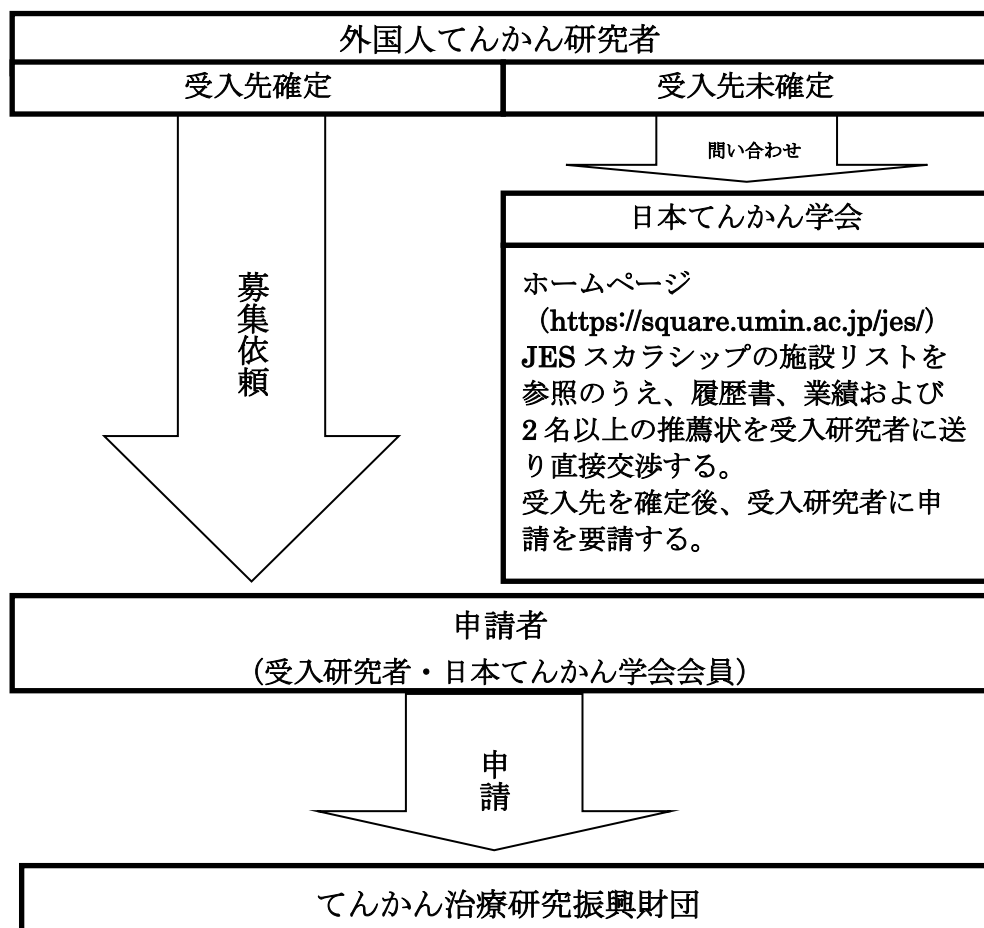 外国人てんかん研究者
受入先確定
受入先未確定
問い合わせ
日本てんかん学会
ホームページ
（https://square.umin.ac.jp/jes/）
JES スカラシップの施設リストを
参照のうえ、履歴書、業績および
2 名以上の推薦状を受入研究者に送
り直接交渉する。
受入先を確定後、受入研究者に申
請を要請する。
募集依頼
申請者
（受入研究者・日本てんかん学会会員）
申請
てんかん治療研究振興財団